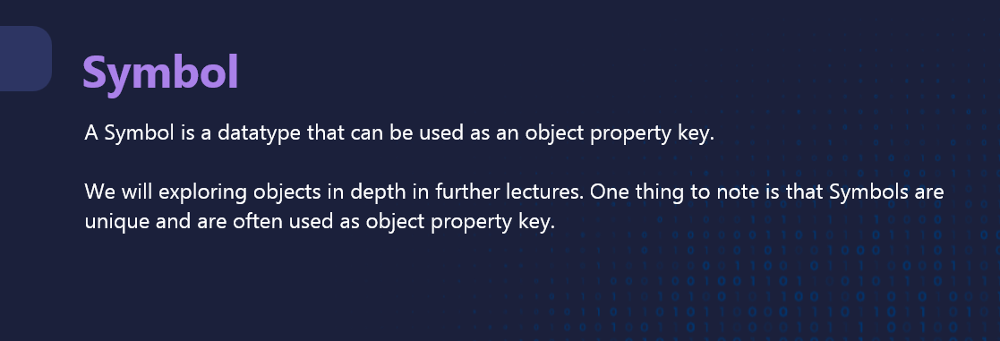 Symbol
A Symbol is a datatype that can be used as an object property key.
We will exploring objects in depth in further lectures. One thing to note is that Symbols are
unique and are often used as object property key.